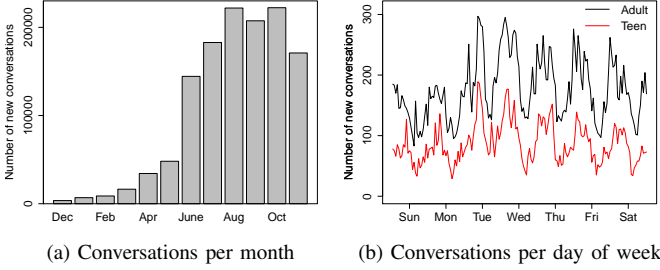 Number of new conversations
0
100000
200000
Dec Feb Apr June Aug Oct
(a) Conversations per month
Number of new conversations
0 100 200 300
Adult
Teen
Sun Mon Tue Wed Thu Fri Sat
(b) Conversations per day of week